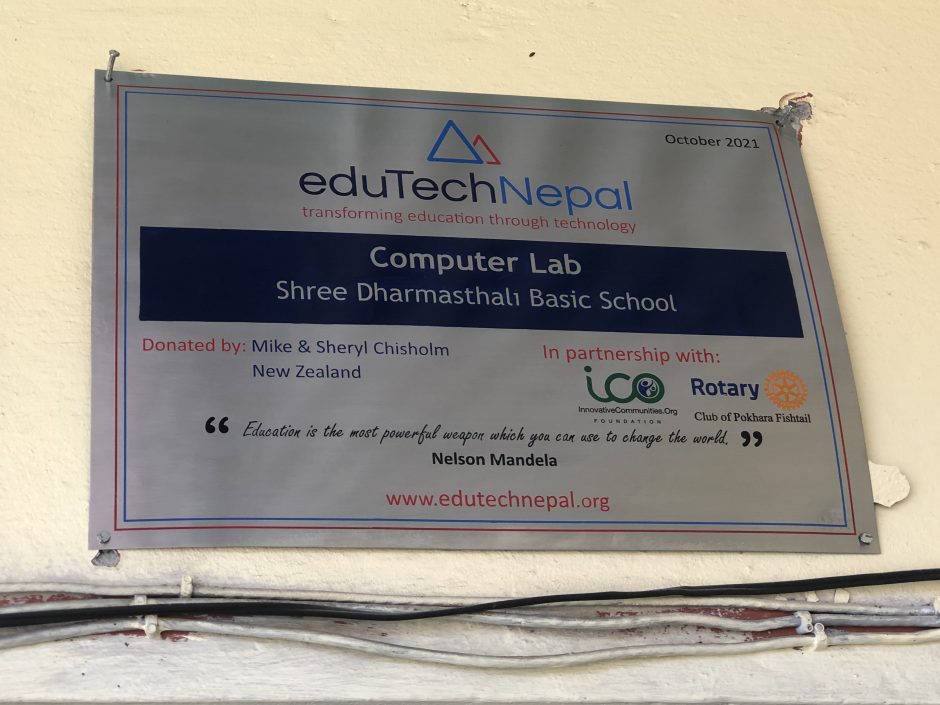 October 2021
eduTechNepal
transforming education through technology
Computer Lab
Shree Dharmasthalı Basic School
Donated by: Mike & Sheryl Chisholm
New Zealand
In partnership with:
ico
InnovativeCommunities.Org
FOUNDATION
Rotary
Club of Pokhara Fishtail
“ Education is the most powerful weapon which you can use to change the world. ”
Nelson Mandela
www.edutechnepal.org